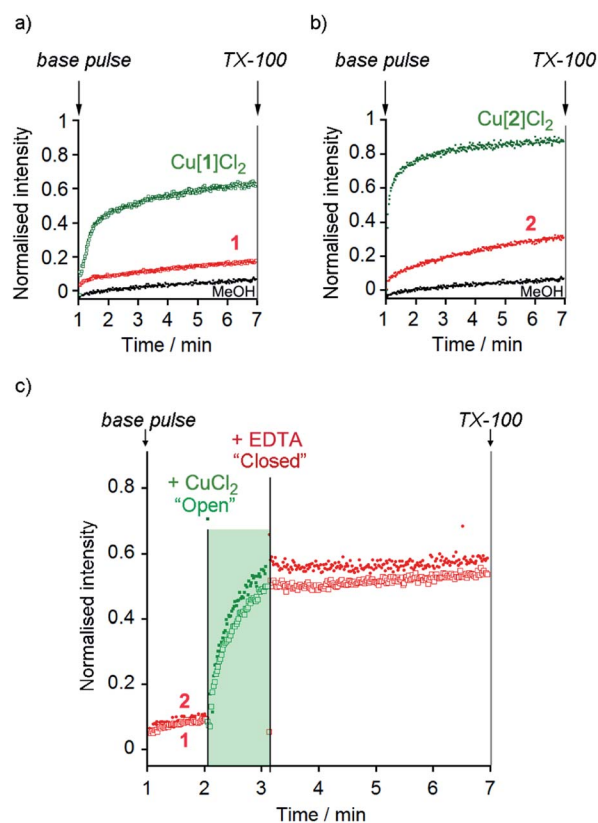 a)
base pulse
TX-100
1
0.8
0.6
0.4
0.2
0
Cu[1]Cl₂
1
MeOH
1 2 3 4 5 6 7
Time / min
Normalised intensity
b)
base pulse
TX-100
1
0.8
0.6
0.4
0.2
0
Cu[2]Cl₂
2
MeOH
1 2 3 4 5 6 7
Time / min
Normalised intensity
c)
base pulse
TX-100
+ EDTA
"Closed"
+ CuCl₂
"Open"
0.8
0.6
0.4
0.2
0
2
1
1 2 3 4 5 6 7
Time / min
Normalised intensity